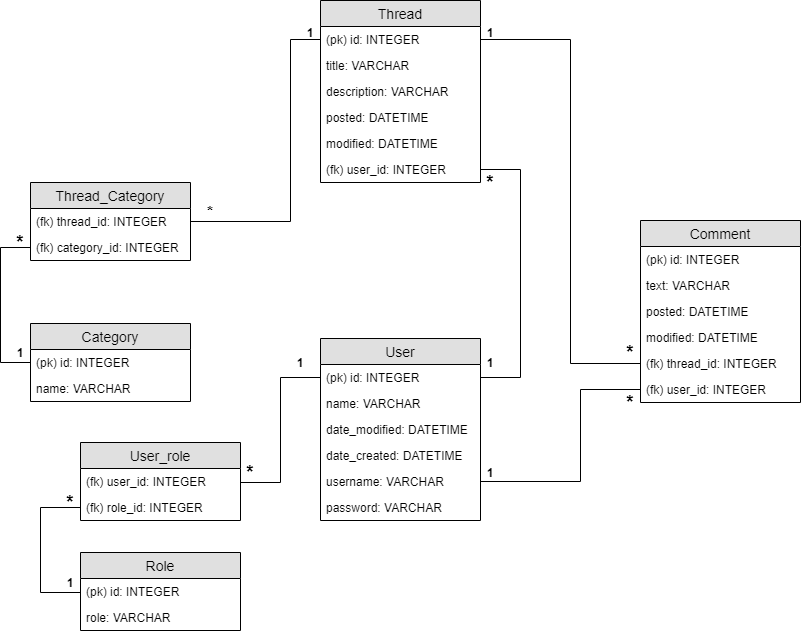 Thread
(pk) id: INTEGER
title: VARCHAR
description: VARCHAR
posted: DATETIME
modified: DATETIME
(fk) user_id: INTEGER
1
1
*
Thread_Category
(fk) thread_id: INTEGER
(fk) category_id: INTEGER
*
*
Category
(pk) id: INTEGER
name: VARCHAR
1
User
(pk) id: INTEGER
name: VARCHAR
date_modified: DATETIME
date_created: DATETIME
username: VARCHAR
password: VARCHAR
1
1
1
Comment
(pk) id: INTEGER
text: VARCHAR
posted: DATETIME
modified: DATETIME
(fk) thread_id: INTEGER
(fk) user_id: INTEGER
*
*
User_role
(fk) user_id: INTEGER
(fk) role_id: INTEGER
*
*
Role
(pk) id: INTEGER
role: VARCHAR
1